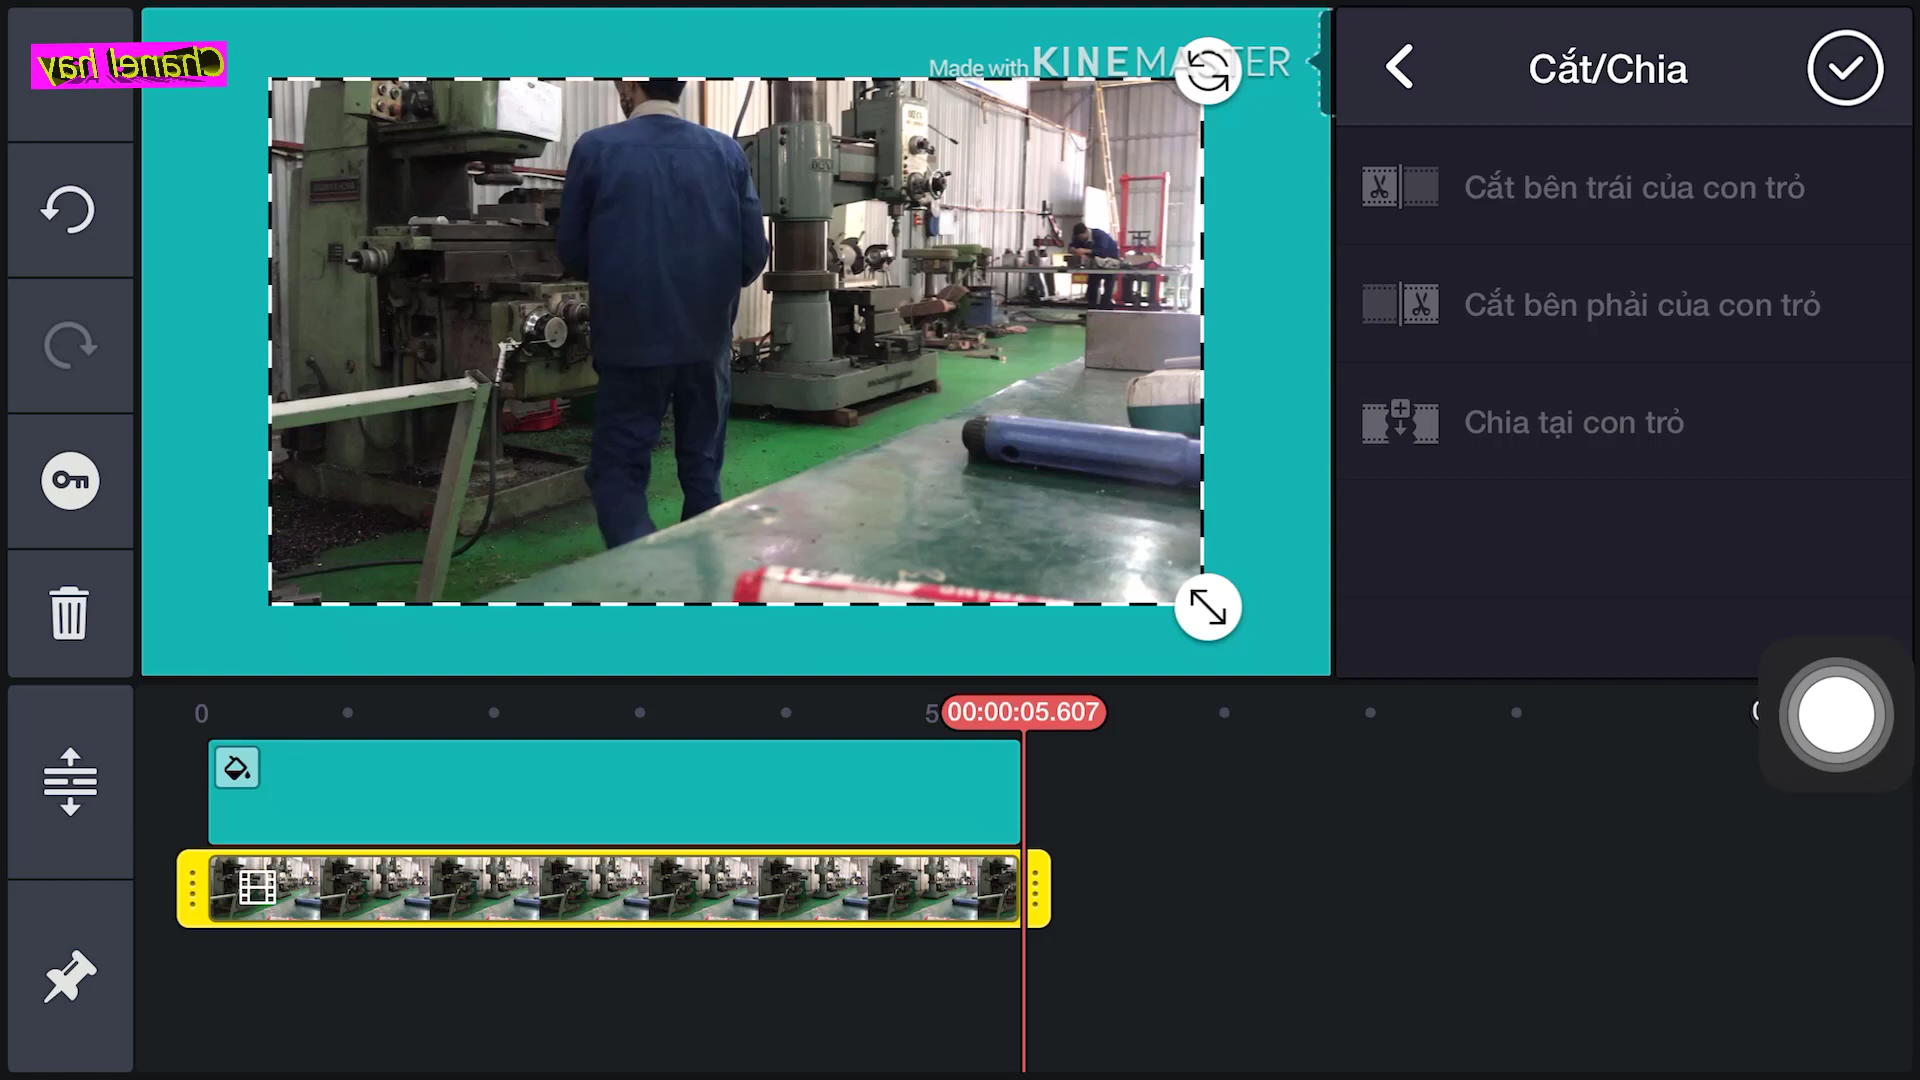 Chanel hay
Made with KINEMASTER
Cắt/Chia
Cắt bên trái của con trỏ
Cắt bên phải của con trỏ
Chia tại con trỏ
0
5
00:00:05.607